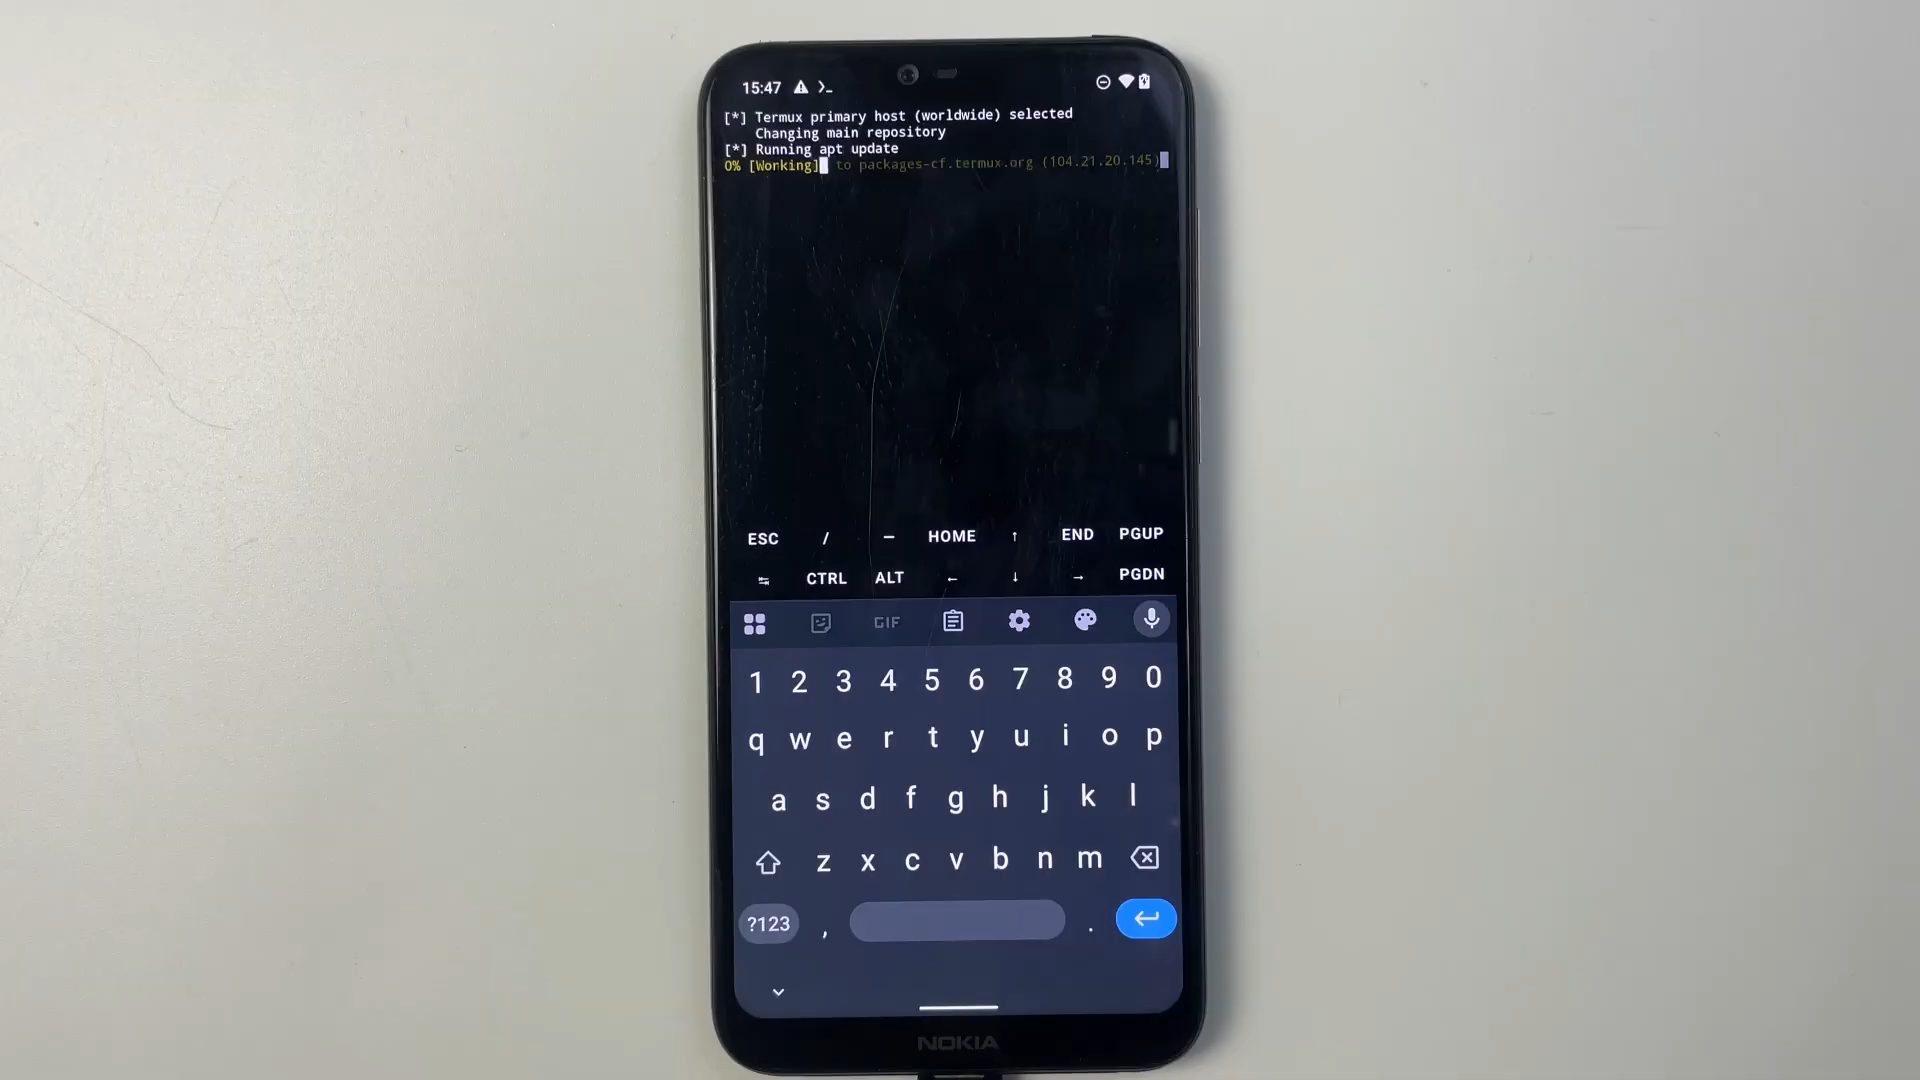 15:47
[*] Termux primary host (worldwide) selected
Changing main repository
[*] Running apt update
0% [Working] to packages-cf.termux.org (104.21.20.145)
ESC / — HOME ↑ END PGUP
↹ CTRL ALT ← ↓ → PGDN
GIF
1 2 3 4 5 6 7 8 9 0
q w e r t y u i o p
a s d f g h j k l
z x c v b n m
?123 , .
NOKIA